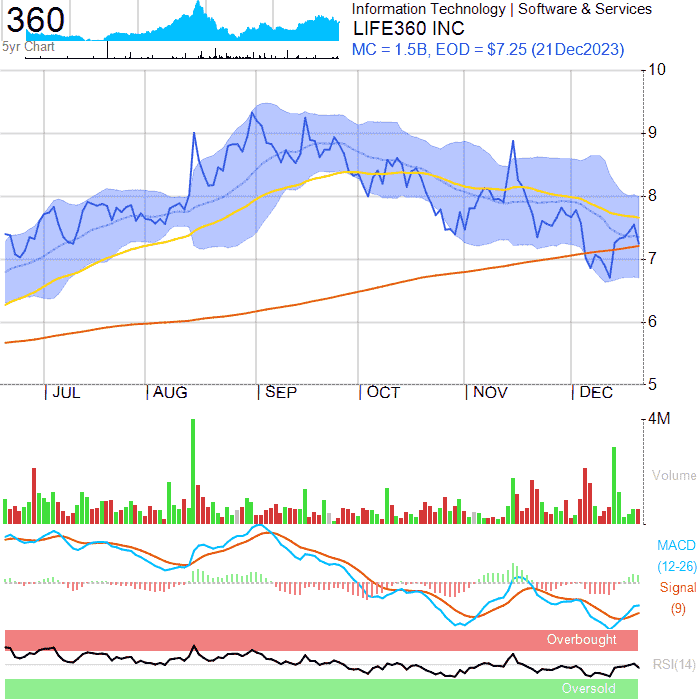 360
5yr Chart
Information Technology | Software & Services
LIFE360 INC
MC = 1.5B, EOD = $7.25 (21Dec2023)
10
9
8
7
6
5
JUL
AUG
SEP
OCT
NOV
DEC
4M
Volume
MACD
(12-26)
Signal
(9)
Overbought
RSI(14)
Oversold